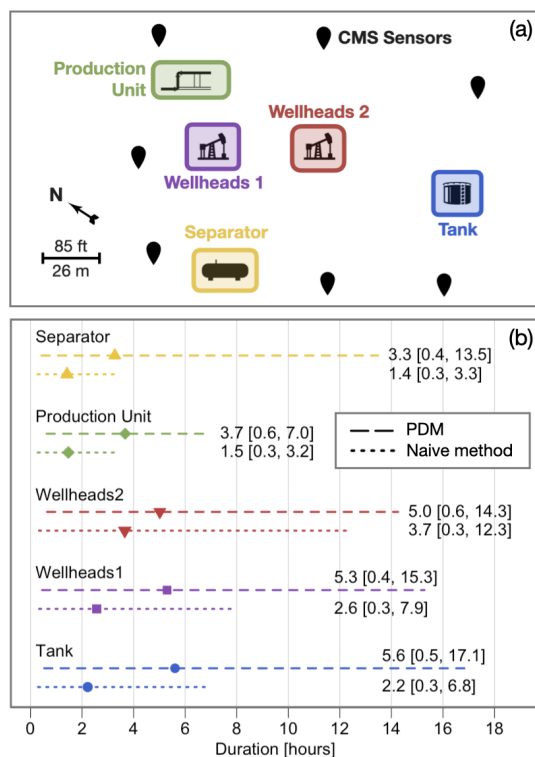 (a)
CMS Sensors
Production
Unit
Wellheads 2
Wellheads 1
N
Tank
Separator
85 ft
26 m
(b)
Separator
3.3 [0.4, 13.5]
1.4 [0.3, 3.3]
Production Unit
3.7 [0.6, 7.0]
1.5 [0.3, 3.2]
PDM
Naive method
Wellheads2
5.0 [0.6, 14.3]
3.7 [0.3, 12.3]
Wellheads1
5.3 [0.4, 15.3]
2.6 [0.3, 7.9]
Tank
5.6 [0.5, 17.1]
2.2 [0.3, 6.8]
0 2 4 6 8 10 12 14 16 18
Duration [hours]